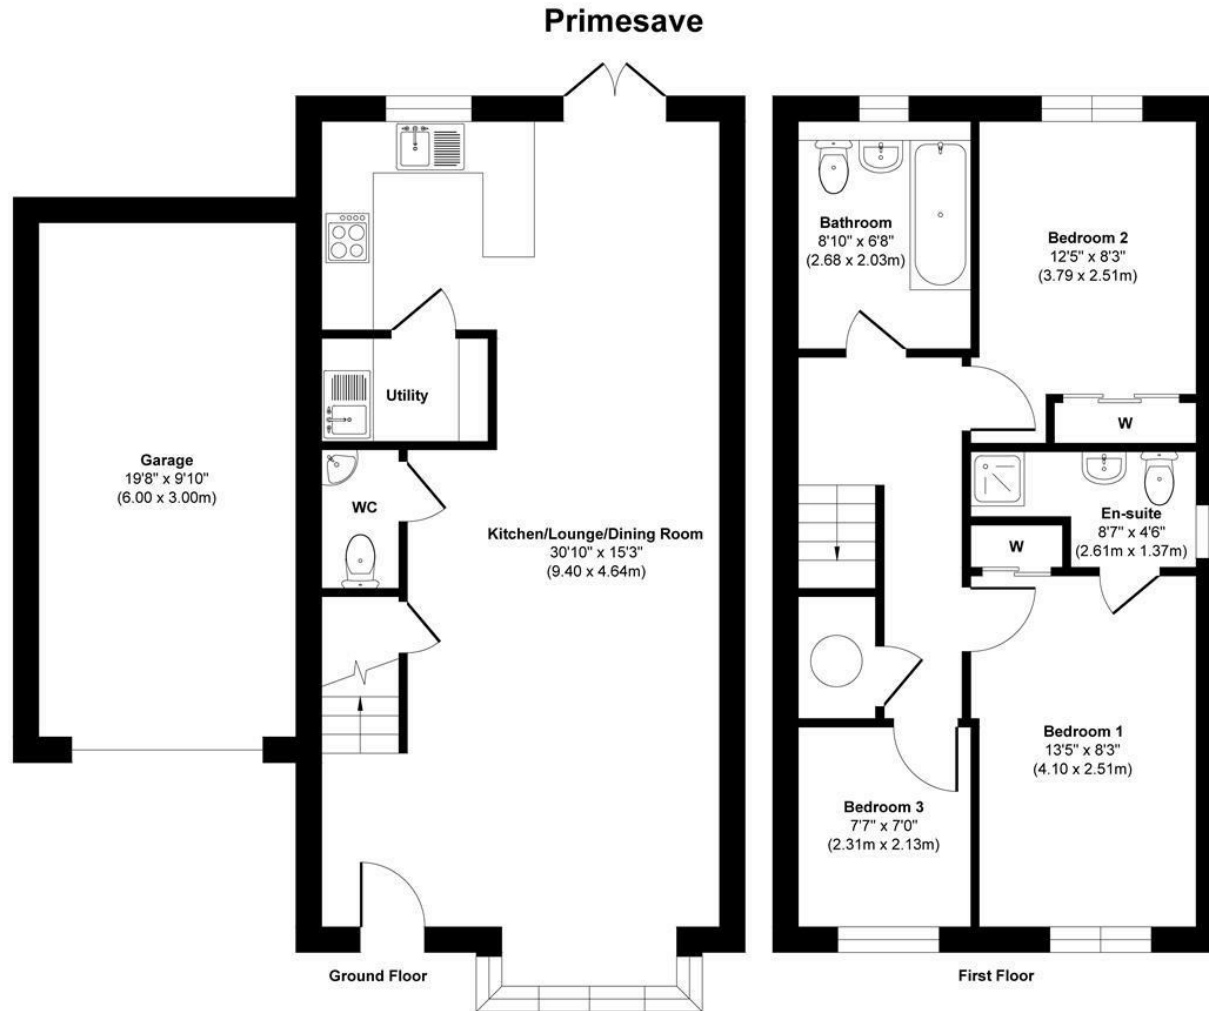 Primesave
Garage
19'8" x 9'10"
(6.00 x 3.00m)
Utility
WC
Kitchen/Lounge/Dining Room
30'10" x 15'3"
(9.40 x 4.64m)
Ground Floor
Bathroom
8'10" x 6'8"
(2.68 x 2.03m)
Bedroom 2
12'5" x 8'3"
(3.79 x 2.51m)
W
En-suite
8'7" x 4'6"
(2.61m x 1.37m)
W
Bedroom 1
13'5" x 8'3"
(4.10 x 2.51m)
Bedroom 3
7'7" x 7'0"
(2.31m x 2.13m)
First Floor